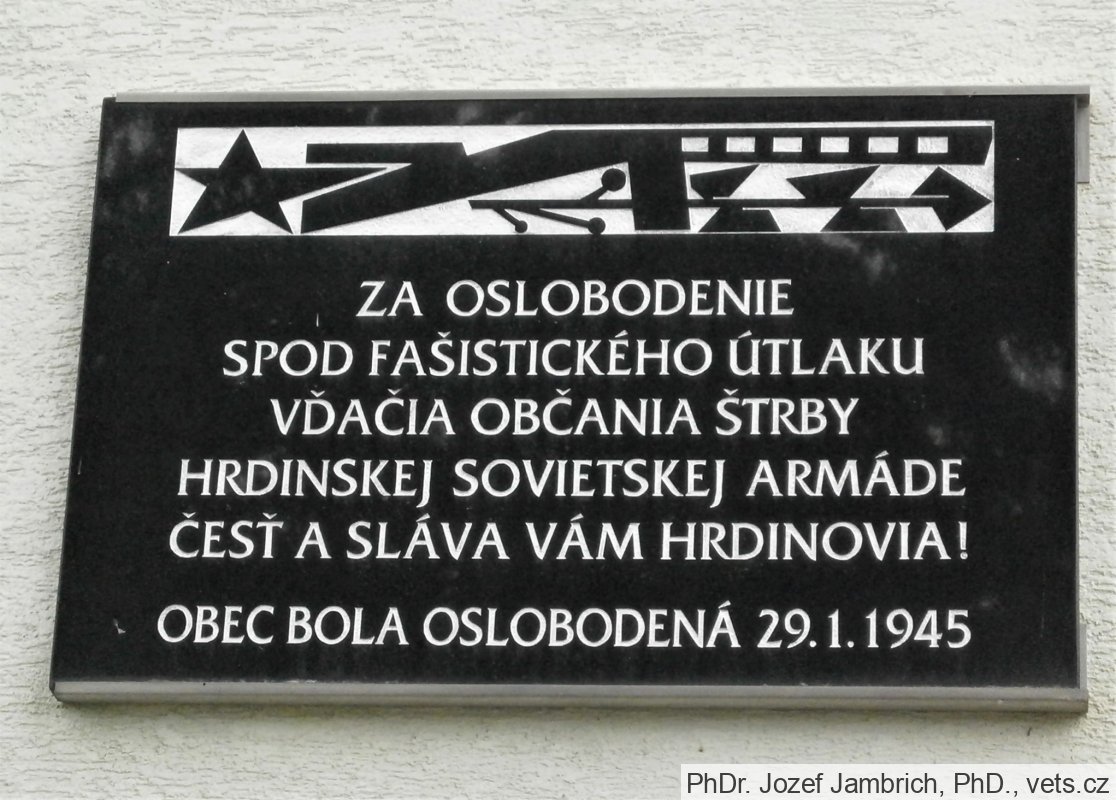 ZA OSLOBODENIE
SPOD FAŠISTICKÉHO ÚTLAKU
VĎAČIA OBČANIA ŠTRBY
HRDINSKEJ SOVIETSKEJ ARMÁDE
ČESŤ A SLÁVA VÁM HRDINOVIA!
OBEC BOLA OSLOBODENÁ 29.1.1945
PhDr. Jozef Jambrich, PhD., vets.cz